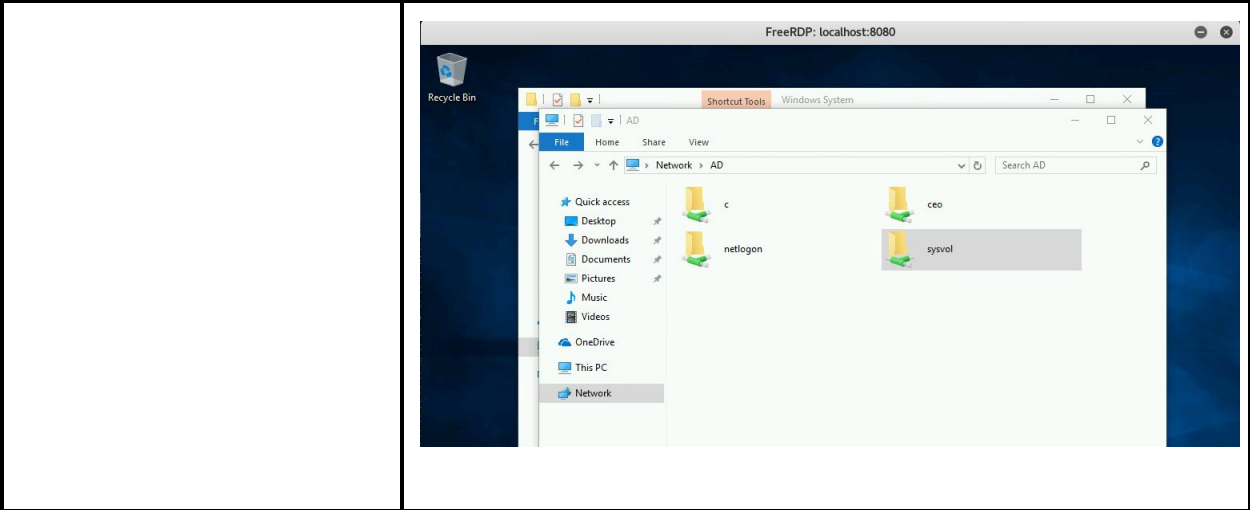 FreeRDP: localhost:8080
Recycle Bin
Shortcut Tools Windows System
F
AD
File Home Share View
Network > AD
Search AD
Quick access
Desktop
Downloads
Documents
Pictures
Music
Videos
OneDrive
This PC
Network
c
ceo
netlogon
sysvol